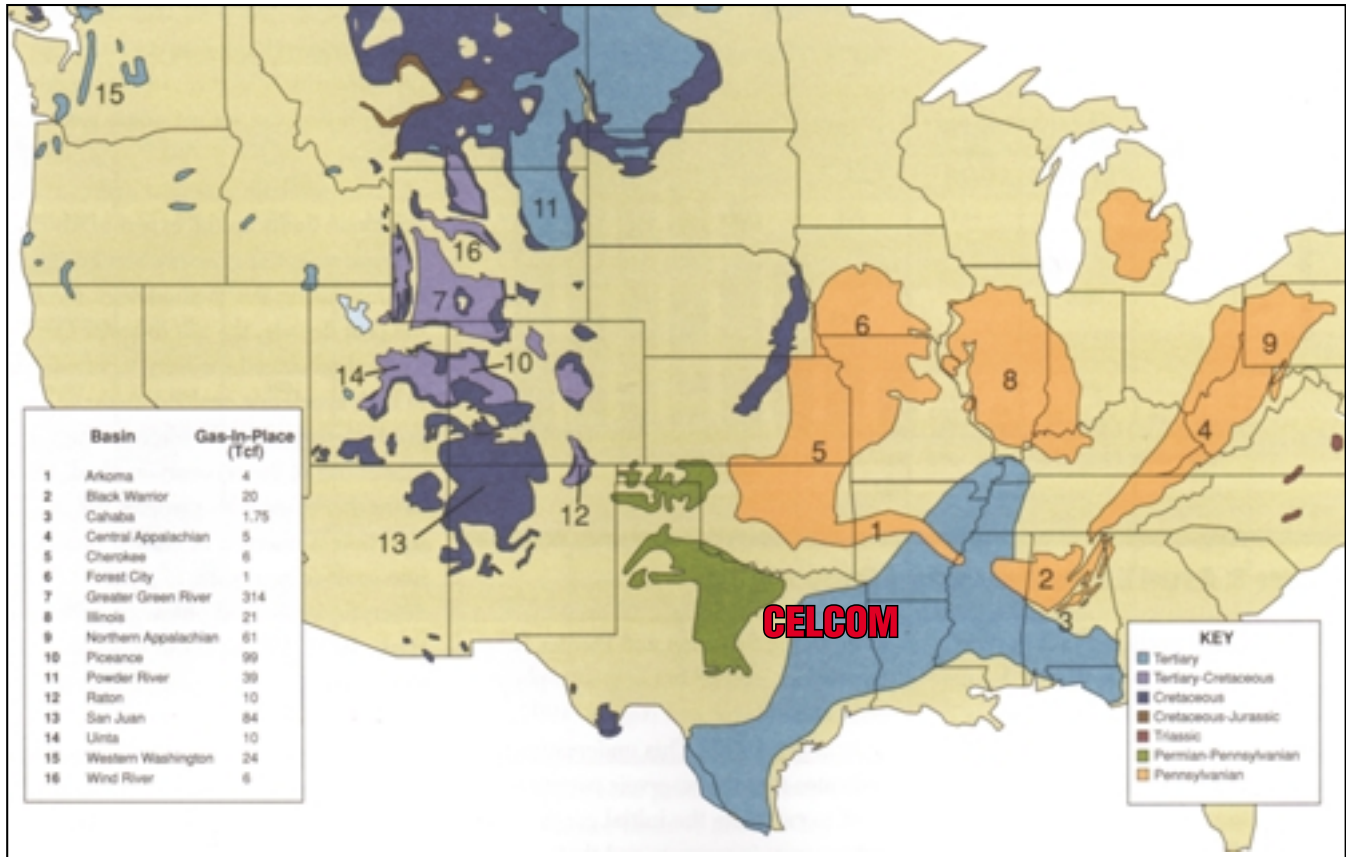 15
11
16
7
6
9
10
14
8
4
5
12
1
13
2
3
CELCOM
Basin Gas-In-Place
(Tcf)
1 Arkoma 4
2 Black Warrior 20
3 Cahaba 1.75
4 Central Appalachian 5
5 Cherokee 6
6 Forest City 1
7 Greater Green River 314
8 Illinois 21
9 Northern Appalachian 61
10 Piceance 99
11 Powder River 39
12 Raton 10
13 San Juan 84
14 Uinta 10
15 Western Washington 24
16 Wind River 6
KEY
Tertiary
Tertiary-Cretaceous
Cretaceous
Cretaceous-Jurassic
Triassic
Permian-Pennsylvanian
Pennsylvanian